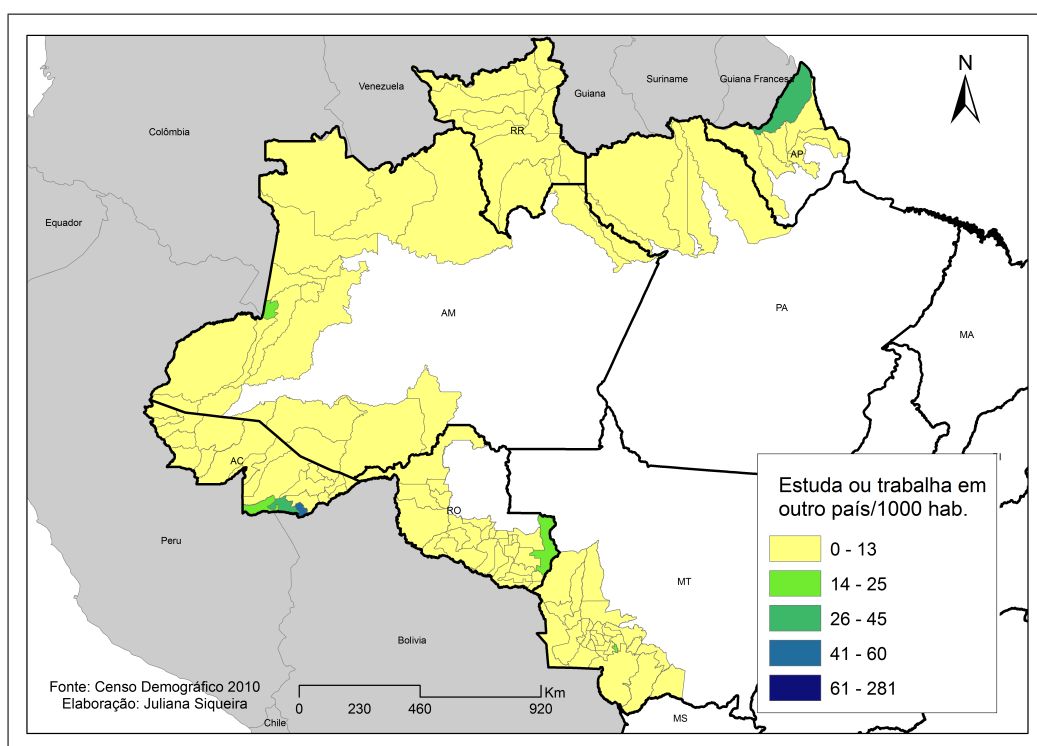 N
Venezuela
Guiana
Suriname
Guiana Francesa
Colômbia
RR
AP
Equador
AM
PA
MA
AC
RO
Peru
MT
Bolivia
Chile
MS
Estuda ou trabalha em
outro país/1000 hab.
0 - 13
14 - 25
26 - 45
41 - 60
61 - 281
Fonte: Censo Demográfico 2010
Elaboração: Juliana Siqueira
Km
0 230 460 920